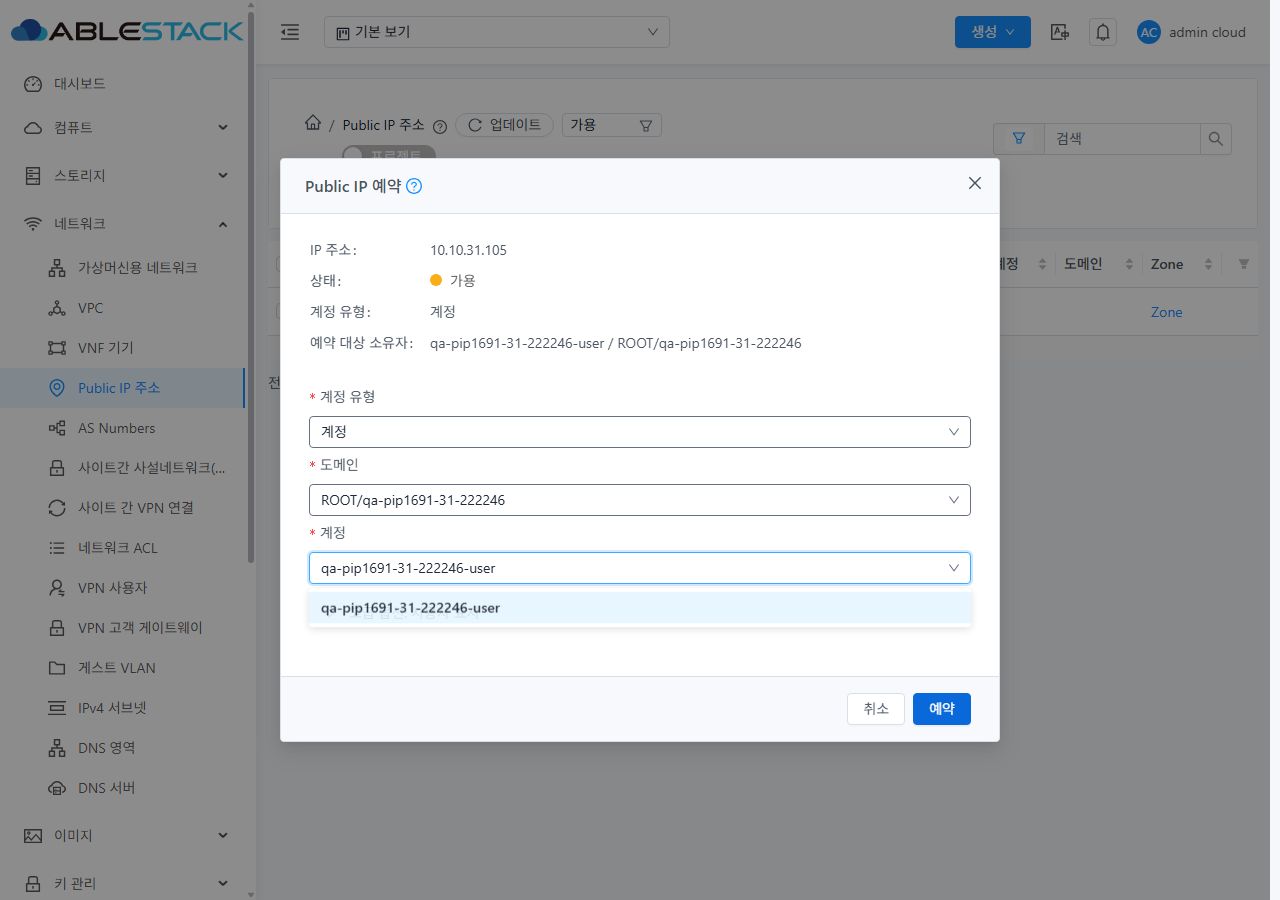 ABLESTACK
기본 보기
생성
AC
admin cloud
대시보드
컴퓨트
스토리지
네트워크
가상머신용 네트워크
VPC
VNF 기기
Public IP 주소
AS Numbers
사이트간 사설네트워크(...
사이트 간 VPN 연결
네트워크 ACL
VPN 사용자
VPN 고객 게이트웨이
게스트 VLAN
IPv4 서브넷
DNS 영역
DNS 서버
이미지
키 관리
/ Public IP 주소
업데이트
가용
프로젝트
검색
계정
도메인
Zone
Zone
전
Public IP 예약
IP 주소:
10.10.31.105
상태:
가용
계정 유형:
계정
예약 대상 소유자:
qa-pip1691-31-222246-user / ROOT/qa-pip1691-31-222246
* 계정 유형
계정
* 도메인
ROOT/qa-pip1691-31-222246
* 계정
qa-pip1691-31-222246-user
qa-pip1691-31-222246-user
취소
예약